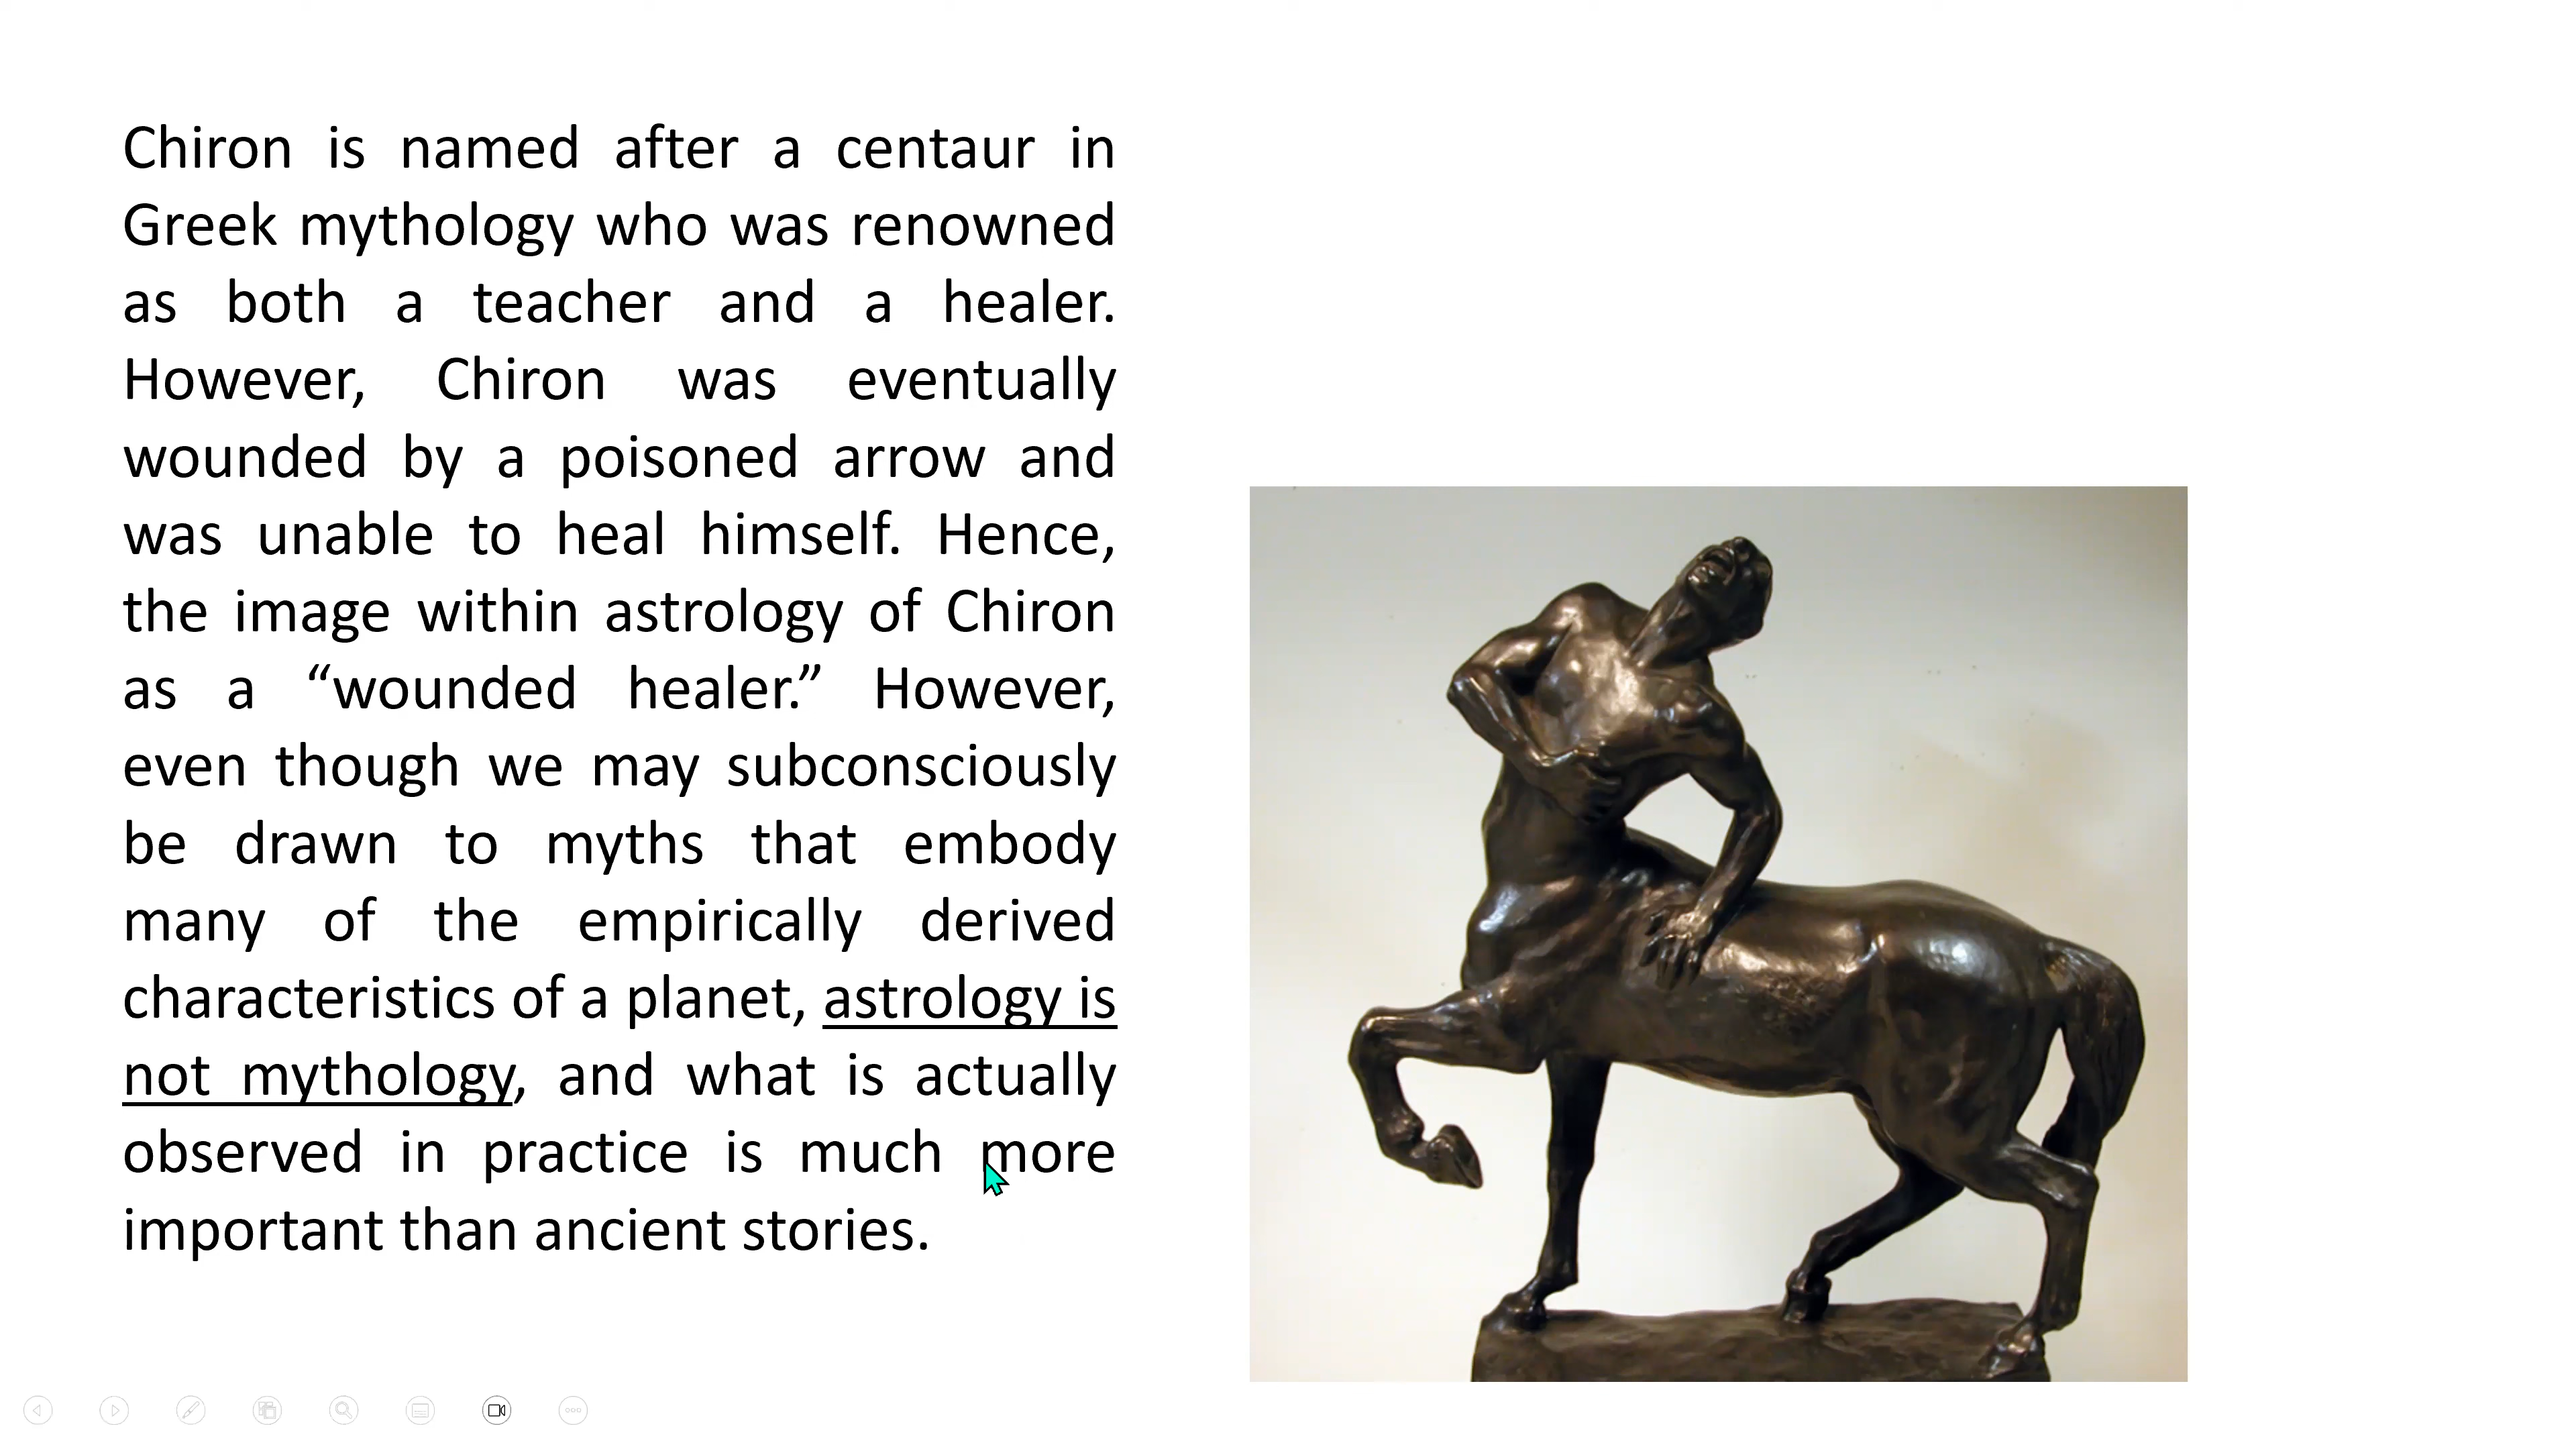 Chiron is named after a centaur in
Greek mythology who was renowned
as both a teacher and a healer.
However, Chiron was eventually
wounded by a poisoned arrow and
was unable to heal himself. Hence,
the image within astrology of Chiron
as a “wounded healer.” However,
even though we may subconsciously
be drawn to myths that embody
many of the empirically derived
characteristics of a planet, astrology is
not mythology, and what is actually
observed in practice is much more
important than ancient stories.